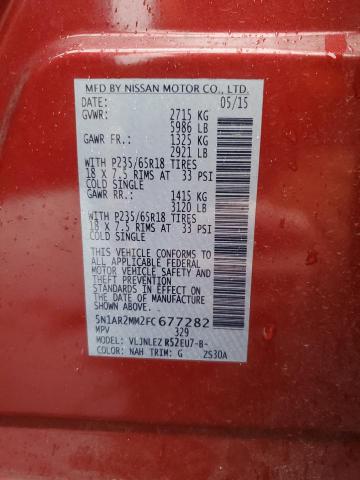 MFD BY NISSAN MOTOR CO., LTD.
DATE: 05/15
GVWR: 2715 KG
5986 LB
GAWR FR.: 1325 KG
2921 LB
WITH P235/65R18 TIRES
18 X 7.5 RIMS AT 33 PSI
COLD SINGLE
GAWR RR.: 1415 KG
3120 LB
WITH P235/65R18 TIRES
18 X 7.5 RIMS AT 33 PSI
COLD SINGLE
THIS VEHICLE CONFORMS TO ALL
APPLICABLE FEDERAL MOTOR
VEHICLE SAFETY, BUMPER, AND
THEFT PREVENTION
STANDARDS IN EFFECT ON THE
DATE OF MANUFACTURE
SHOWN ABOVE.
5N1AR2MM2FC677282
MPV 329
MODEL: VLJNLEZ R52EU7-B-
COLOR: NAH TRIM: G ZS30A